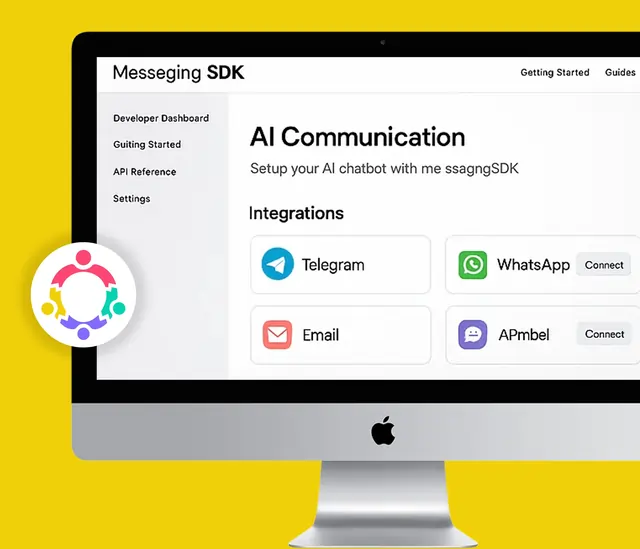 Messeging SDK
Getting Started Guides
Developer Dashboard
Guiting Started
API Reference
Settings
AI Communication
Setup your AI chatbot with me ssagngSDK
Integrations
Telegram
WhatsApp Connect
Email
APmbel Connect